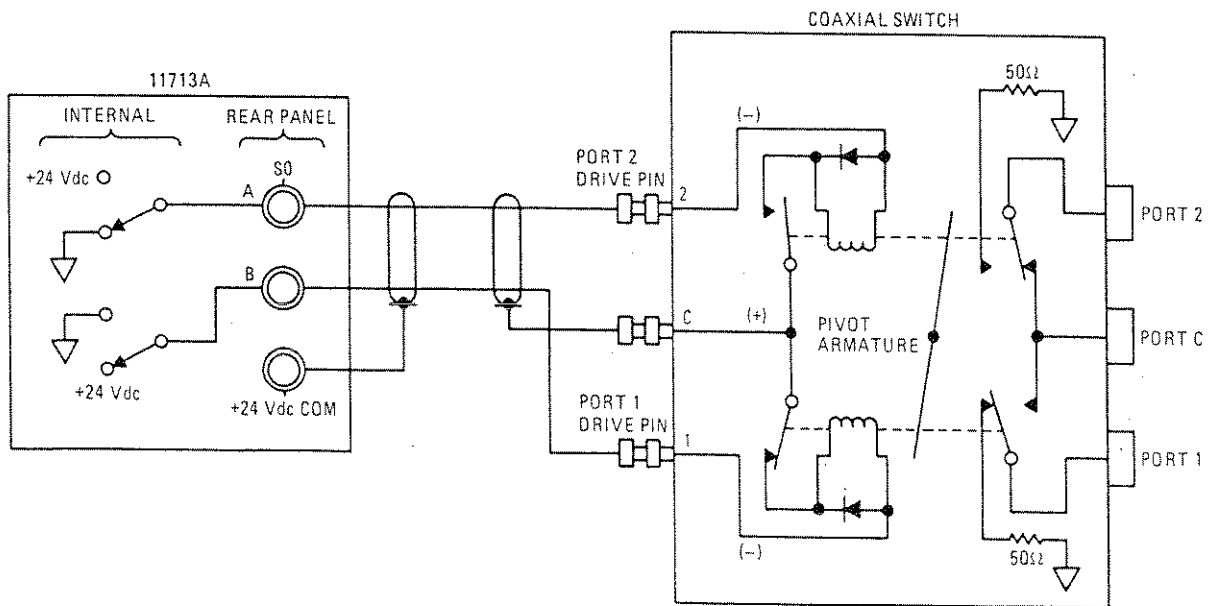 COAXIAL SWITCH
11713A
INTERNAL
REAR PANEL
+24 Vdc
S0
A
B
+24 Vdc
+24 Vdc COM
PORT 2
DRIVE PIN
2
(-)
C
(+)
PORT 1
DRIVE PIN
1
(-)
PIVOT
ARMATURE
50Ω
50Ω
PORT 2
PORT C
PORT 1